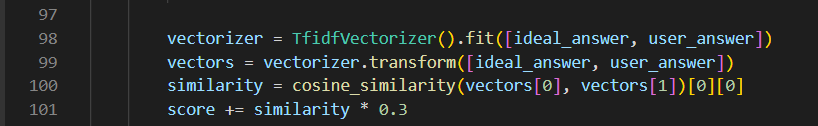 97
98 vectorizer = TfidfVectorizer().fit([ideal_answer, user_answer])
99 vectors = vectorizer.transform([ideal_answer, user_answer])
100 similarity = cosine_similarity(vectors[0], vectors[1])[0][0]
101 score += similarity * 0.3